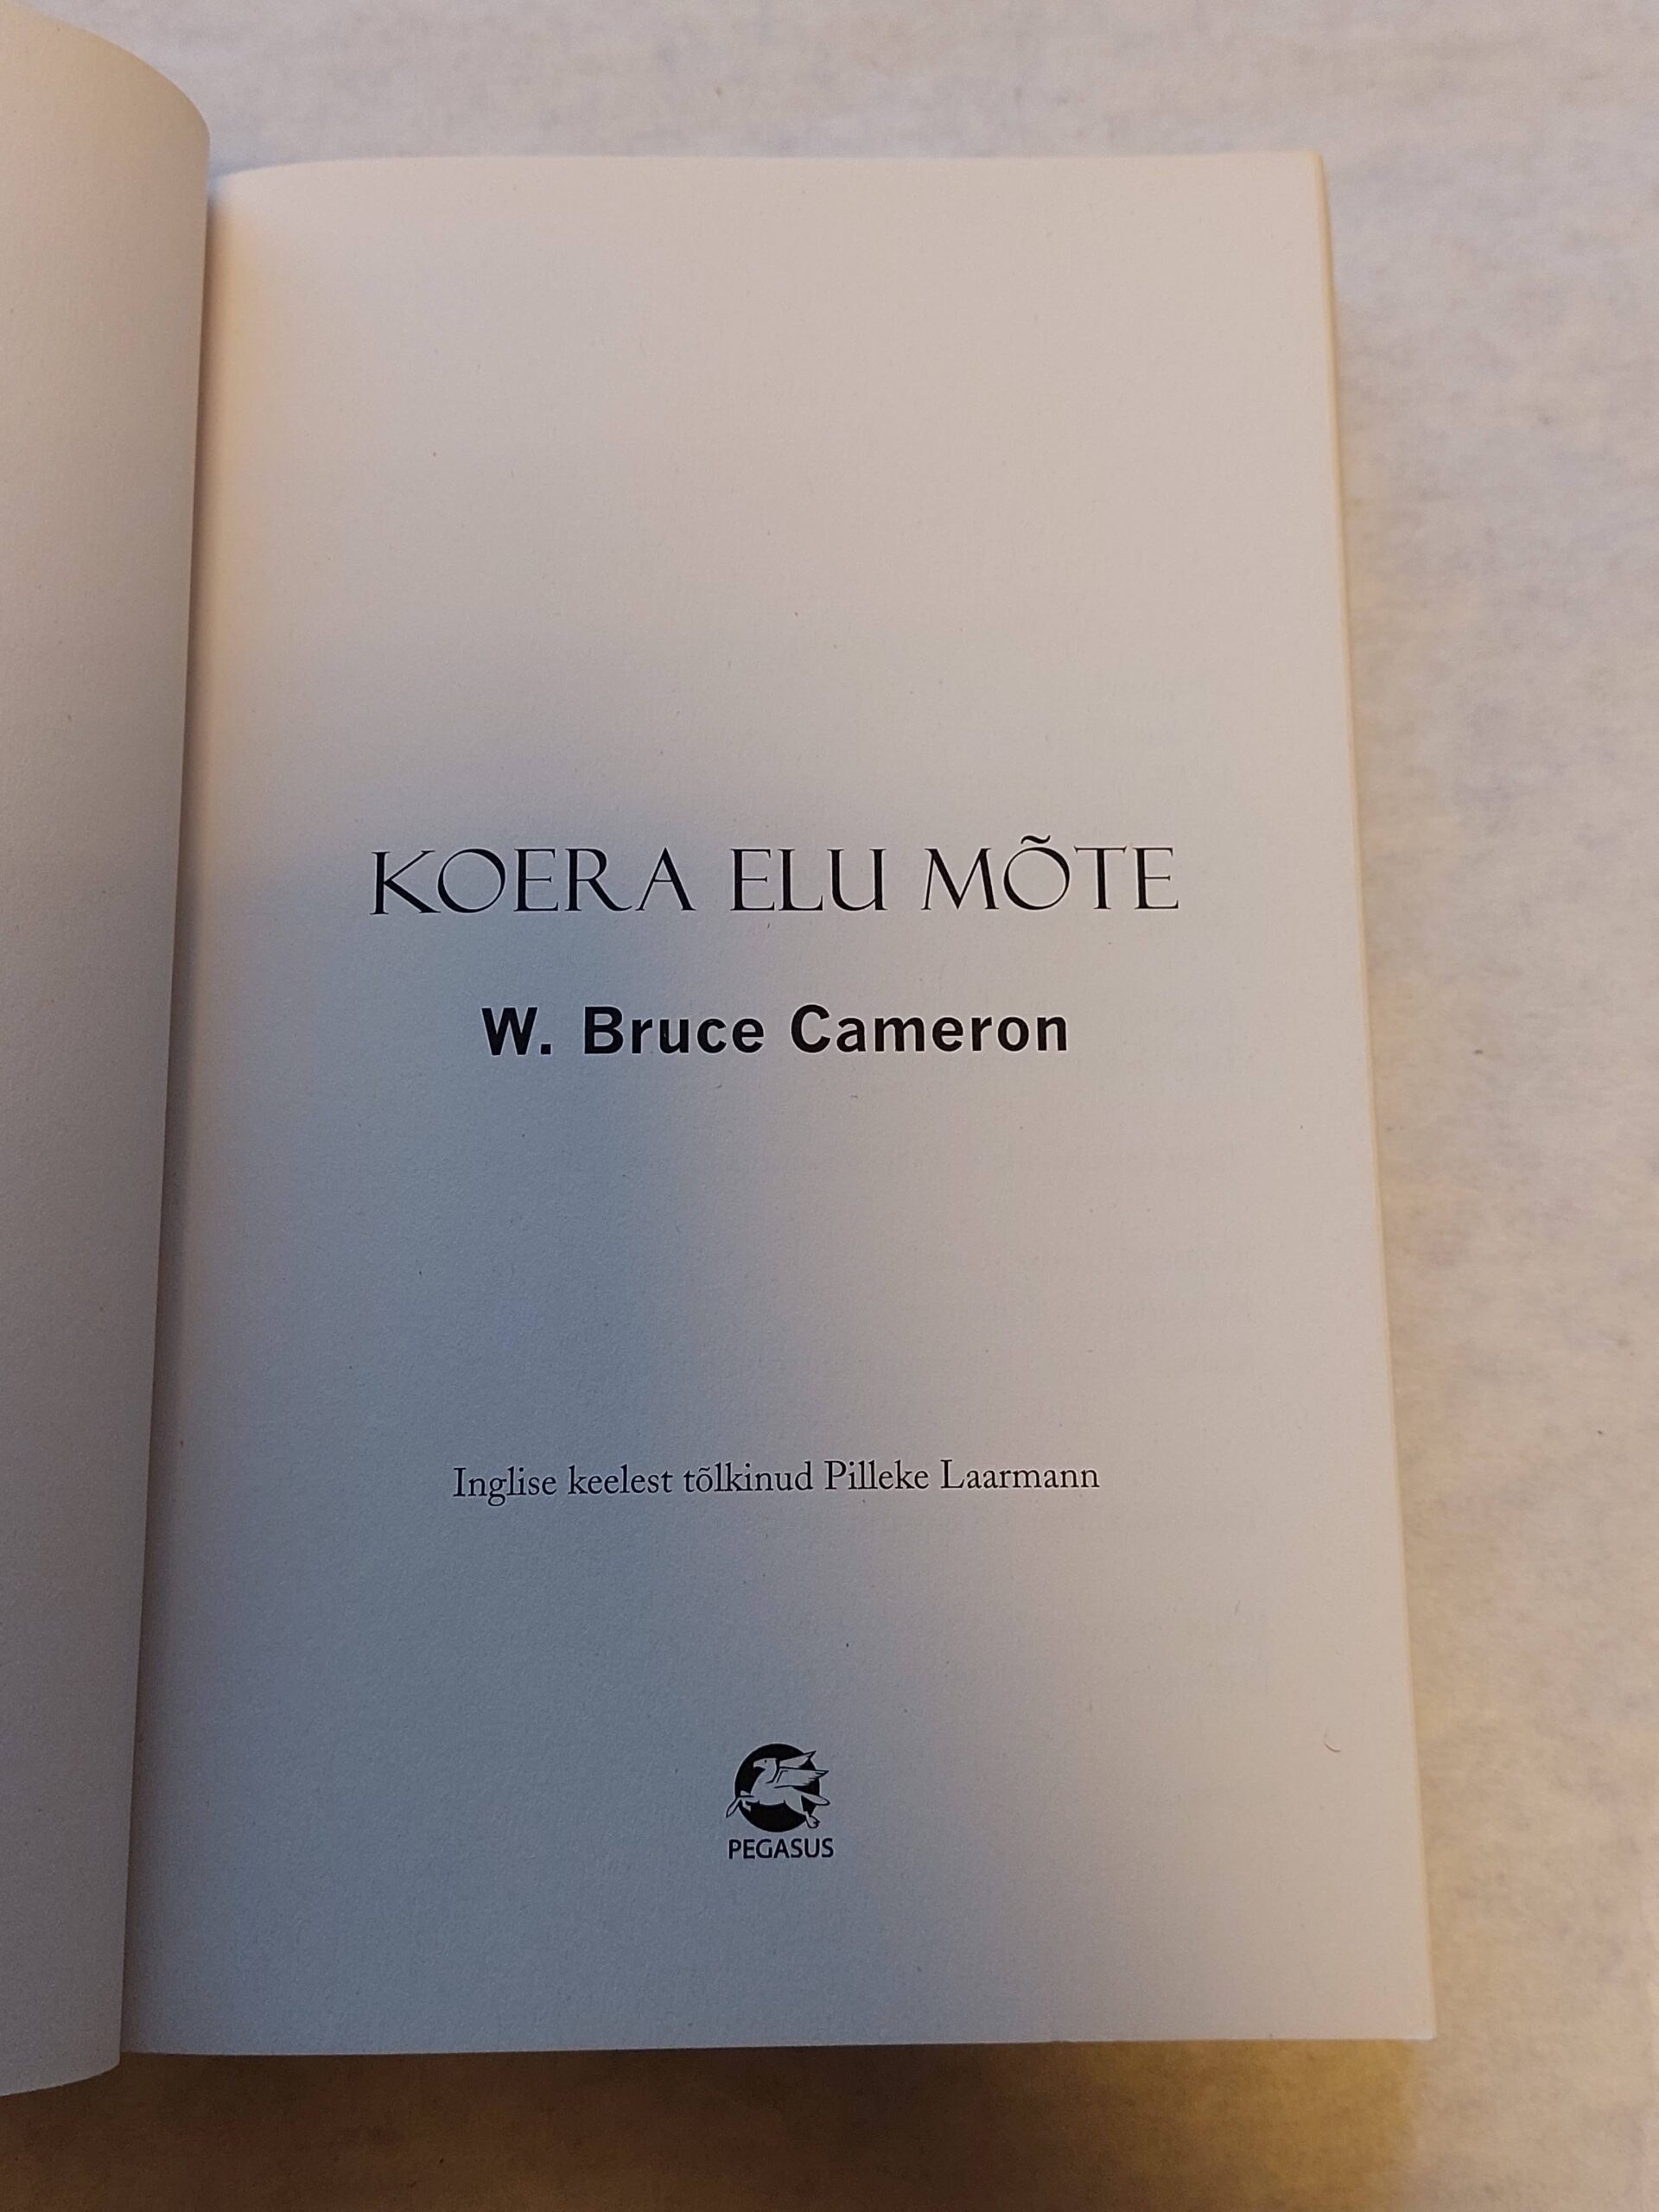 KOERA ELU MÕTE
W. Bruce Cameron
Inglise keelest tõlkinud Pilleke Laarmann
PEGASUS